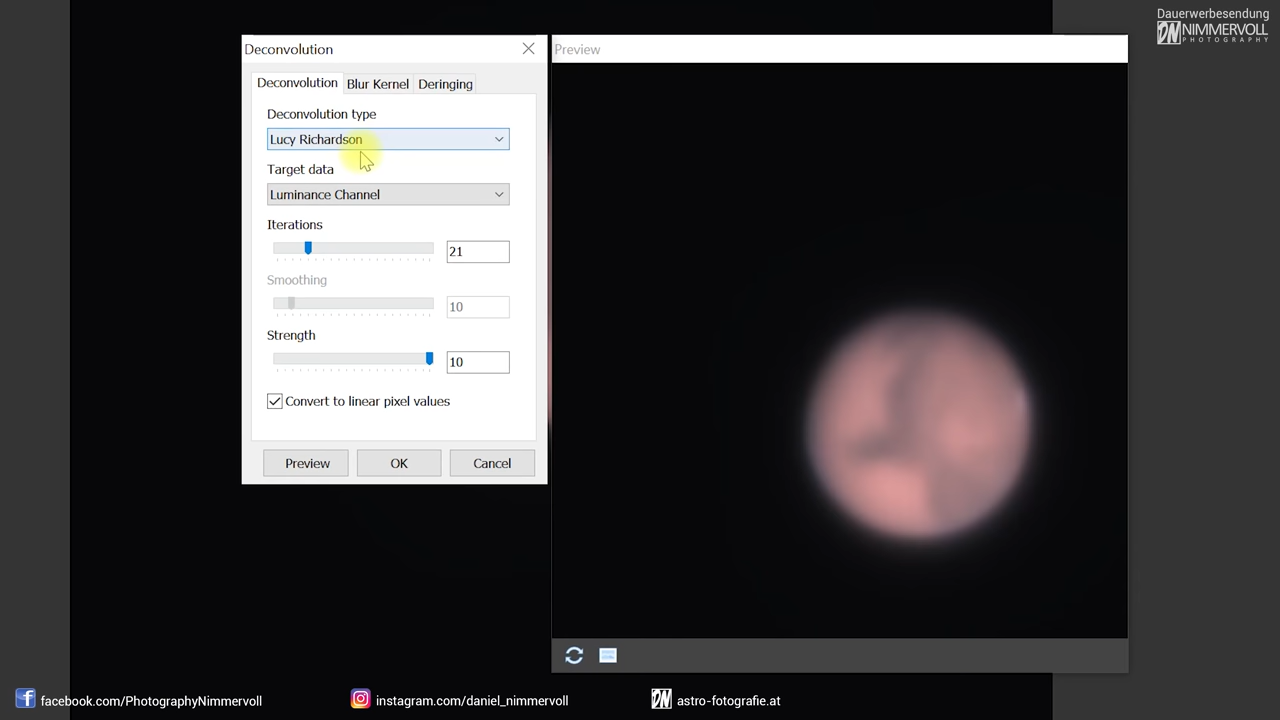 Dauerwerbesendung
DN NIMMERVOLL
PHOTOGRAPHY
Deconvolution
Preview
Deconvolution
Blur Kernel
Deringing
Deconvolution type
Lucy Richardson
Target data
Luminance Channel
Iterations
21
Smoothing
10
Strength
10
Convert to linear pixel values
Preview
OK
Cancel
facebook.com/PhotographyNimmervoll
instagram.com/daniel_nimmervoll
DN
astro-fotografie.at